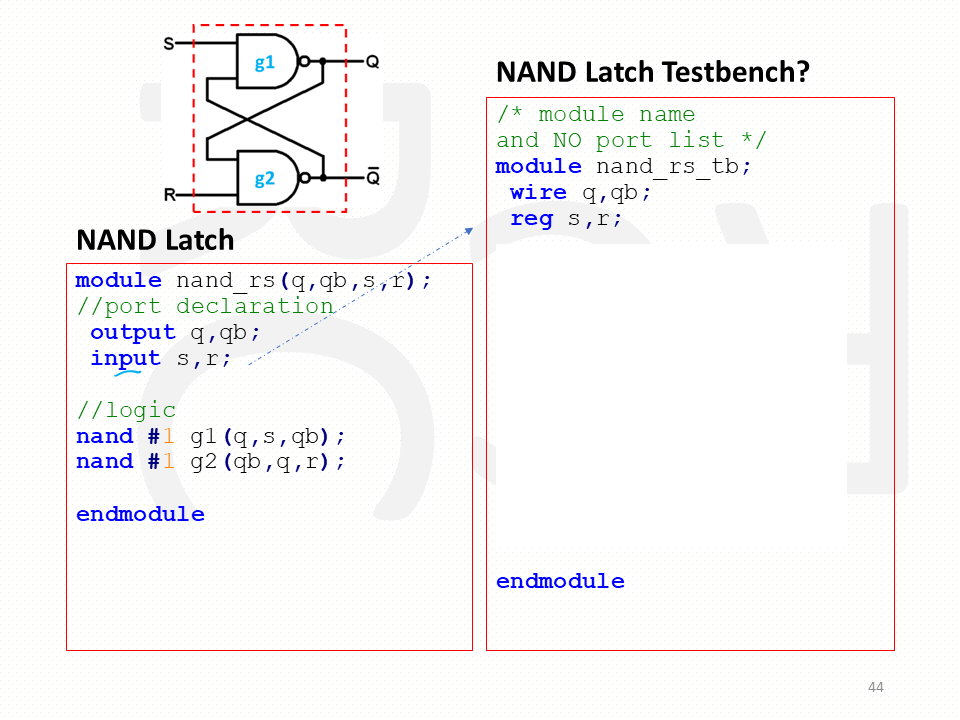 S
g1
Q
g2
R
Q
NAND Latch
module nand_rs(q,qb,s,r);
//port declaration
output q,qb;
input s,r;
//logic
nand #1 g1(q,s,qb);
nand #1 g2(qb,q,r);
endmodule
NAND Latch Testbench?
/* module name
and NO port list */
module nand_rs_tb;
wire q,qb;
reg s,r;
endmodule
44